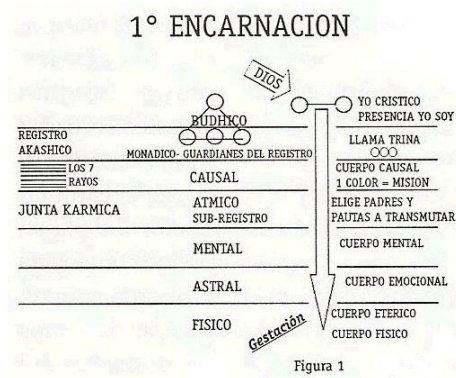 1° ENCARNACION
DIOS
YO CRISTICO
PRESENCIA YO SOY
BUDHICO
REGISTRO
AKASHICO
MONADICO- GUARDIANES DEL REGISTRO
LLAMA TRINA
LOS 7
RAYOS
CAUSAL
CUERPO CAUSAL
1 COLOR = MISION
JUNTA KARMICA
ATMICO
SUB-REGISTRO
ELIGE PADRES Y
PAUTAS A TRANSMUTAR
MENTAL
CUERPO MENTAL
ASTRAL
CUERPO EMOCIONAL
FISICO
Gestación
CUERPO ETERICO
CUERPO FISICO
Figura 1